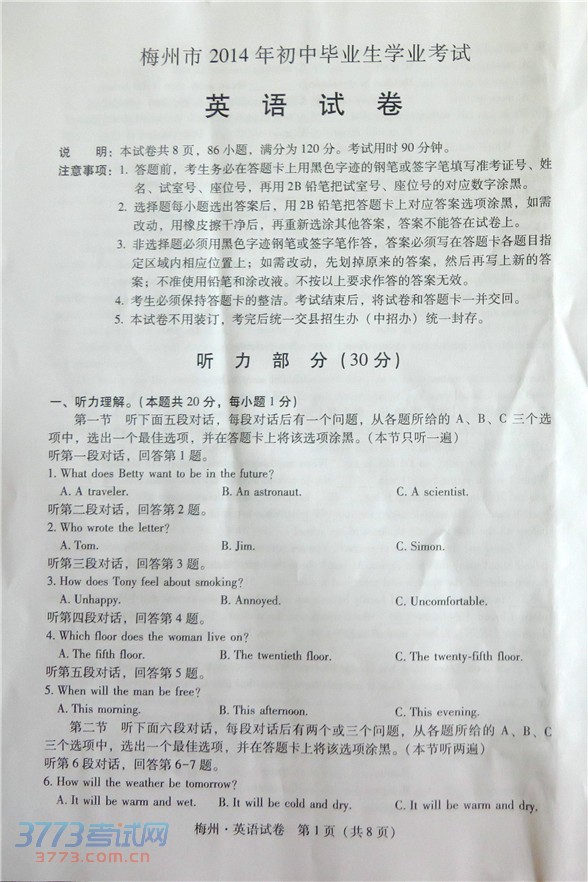 梅州市 2014 年初中毕业生学业考试
英 语 试 卷
说 明：本试卷共 8 页，86 小题，满分为 120 分。考试用时 90 分钟。
注意事项：1. 答题前，考生务必在答题卡上用黑色字迹的钢笔或签字笔填写准考证号、姓
名、试室号、座位号，再用 2B 铅笔把试室号、座位号的对应数字涂黑。
2. 选择题每小题选出答案后，用 2B 铅笔把答题卡上对应答案选项涂黑，如需
改动，用橡皮擦干净后，再重新选涂其他答案，答案不能答在试卷上。
3. 非选择题必须用黑色字迹钢笔或签字笔作答，答案必须写在答题卡各题目指
定区域内相应位置上；如需改动，先划掉原来的答案，然后再写上新的答
案；不准使用铅笔和涂改液。不按以上要求作答的答案无效。
4. 考生必须保持答题卡的整洁。考试结束后，将试卷和答题卡一并交回。
5. 本试卷不用装订，考完后统一交县招生办（中招办）统一封存。
听 力 部 分（30 分）
一、听力理解。（本题共 20 分，每小题 1 分）
第一节 听下面五段对话，每段对话后有一个问题，从各题所给的 A、B、C 三个选
项中，选出一个最佳选项，并在答题卡上将该选项涂黑。（本节只听一遍）
听第一段对话，回答第 1 题。
1. What does Betty want to be in the future?
A. A traveler. B. An astronaut. C. A scientist.
听第二段对话，回答第 2 题。
2. Who wrote the letter?
A. Tom. B. Jim. C. Simon.
听第三段对话，回答第 3 题。
3. How does Tony feel about smoking?
A. Unhappy. B. Annoyed. C. Uncomfortable.
听第四段对话，回答第 4 题。
4. Which floor does the woman live on?
A. The fifth floor. B. The twentieth floor. C. The twenty-fifth floor.
听第五段对话，回答第 5 题。
5. When will the man be free?
A. This morning. B. This afternoon. C. This evening.
第二节 听下面六段对话，每段对话后有两个或三个问题，从各题所给的 A、B、C
三个选项中，选出一个最佳选项，并在答题卡上将该选项涂黑。（本节听两遍）
听第 6 段对话，回答第 6-7 题。
6. How will the weather be tomorrow?
A. It will be warm and wet. B. It will be cold and dry. C. It will be warm and dry.
梅州·英语试卷 第 1 页（共 8 页）
3773考试网
3773.com.cn